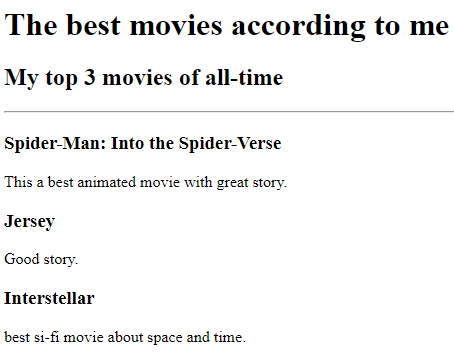 The best movies according to me
My top 3 movies of all-time
Spider-Man: Into the Spider-Verse
This a best animated movie with great story.
Jersey
Good story.
Interstellar
best si-fi movie about space and time.